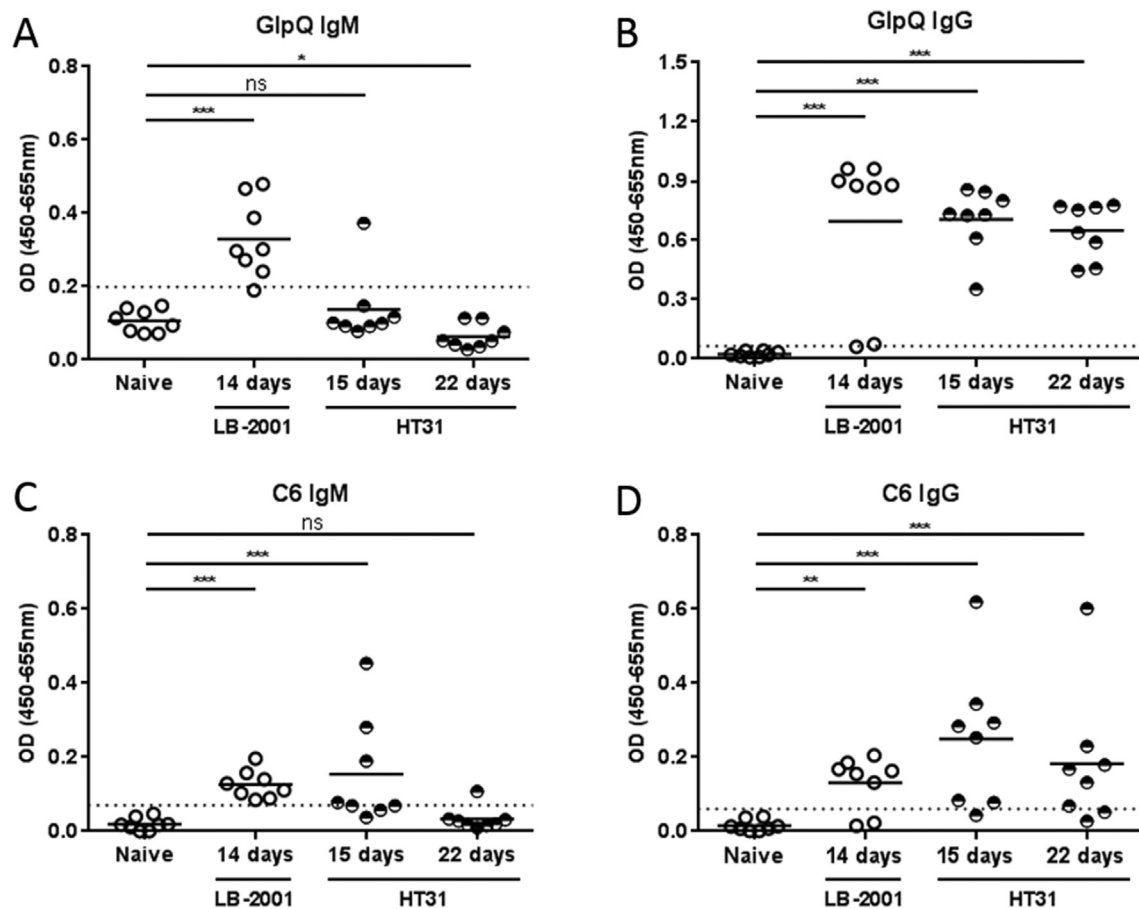 A
GlpQ IgM
OD (450-655nm)
0.8
0.6
0.4
0.2
0.0
*
ns
***
Naive
14 days
15 days
22 days
LB-2001
HT31
B
GlpQ IgG
OD (450-655nm)
1.5
1.2
0.9
0.6
0.3
0.0
***
***
***
Naive
14 days
15 days
22 days
LB-2001
HT31
C
C6 IgM
OD (450-655nm)
0.8
0.6
0.4
0.2
0.0
ns
***
***
Naive
14 days
15 days
22 days
LB-2001
HT31
D
C6 IgG
OD (450-655nm)
0.8
0.6
0.4
0.2
0.0
***
***
**
Naive
14 days
15 days
22 days
LB-2001
HT31